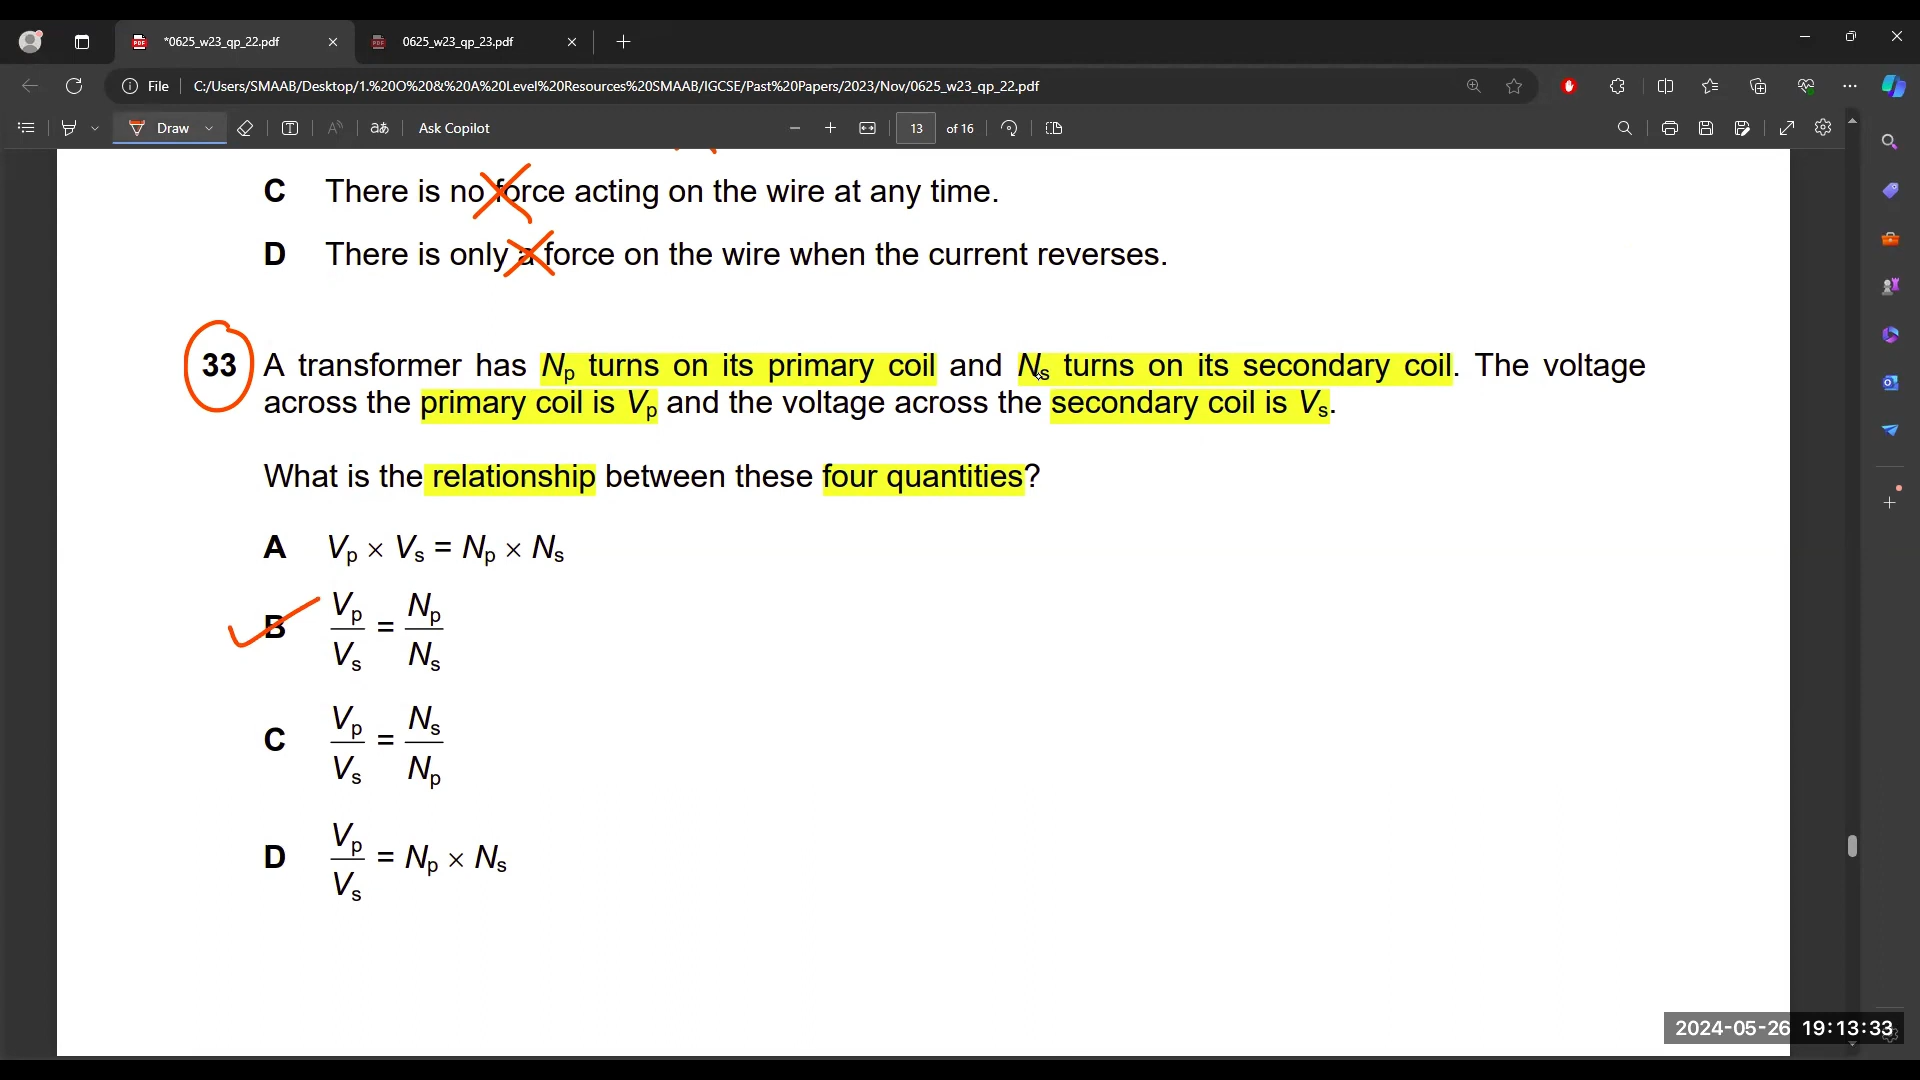 *0625_w23_qp_22.pdf
0625_w23_qp_23.pdf
File
C:/Users/SMAAB/Desktop/1.%20O%20&%20A%20Level%20Resources%20SMAAB/IGCSE/Past%20Papers/2023/Nov/0625_w23_qp_22.pdf
Draw
Ask Copilot
13 of 16
C There is no force acting on the wire at any time.
D There is only a force on the wire when the current reverses.
33 A transformer has Np turns on its primary coil and Ns turns on its secondary coil. The voltage
across the primary coil is Vp and the voltage across the secondary coil is Vs.
What is the relationship between these four quantities?
A Vp × Vs = Np × Ns
B Vp/Vs = Np/Ns
C Vp/Vs = Ns/Np
D Vp/Vs = Np × Ns
2024-05-26 19:13:33